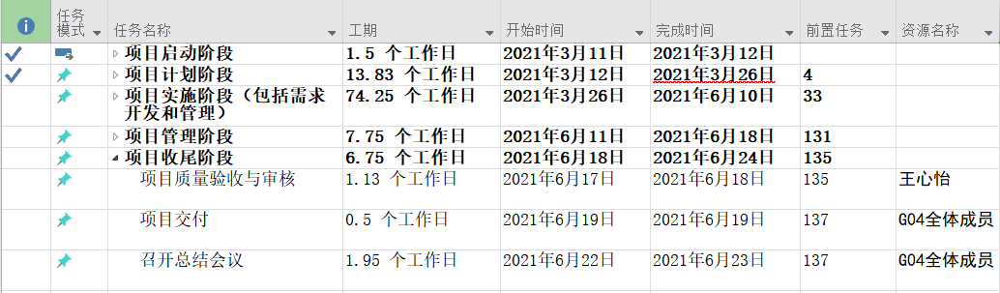 任务模式 任务名称 工期 开始时间 完成时间 前置任务 资源名称
项目启动阶段 1.5 个工作日 2021年3月11日 2021年3月12日
项目计划阶段 13.83 个工作日 2021年3月12日 2021年3月26日 4
项目实施阶段（包括需求 74.25 个工作日 2021年3月26日 2021年6月10日 33
开发和管理）
项目管理阶段 7.75 个工作日 2021年6月11日 2021年6月18日 131
项目收尾阶段 6.75 个工作日 2021年6月18日 2021年6月24日 135
项目质量验收与审核 1.13 个工作日 2021年6月17日 2021年6月18日 135 王心怡
项目交付 0.5 个工作日 2021年6月19日 2021年6月19日 137 G04全体成员
召开总结会议 1.95 个工作日 2021年6月22日 2021年6月23日 137 G04全体成员